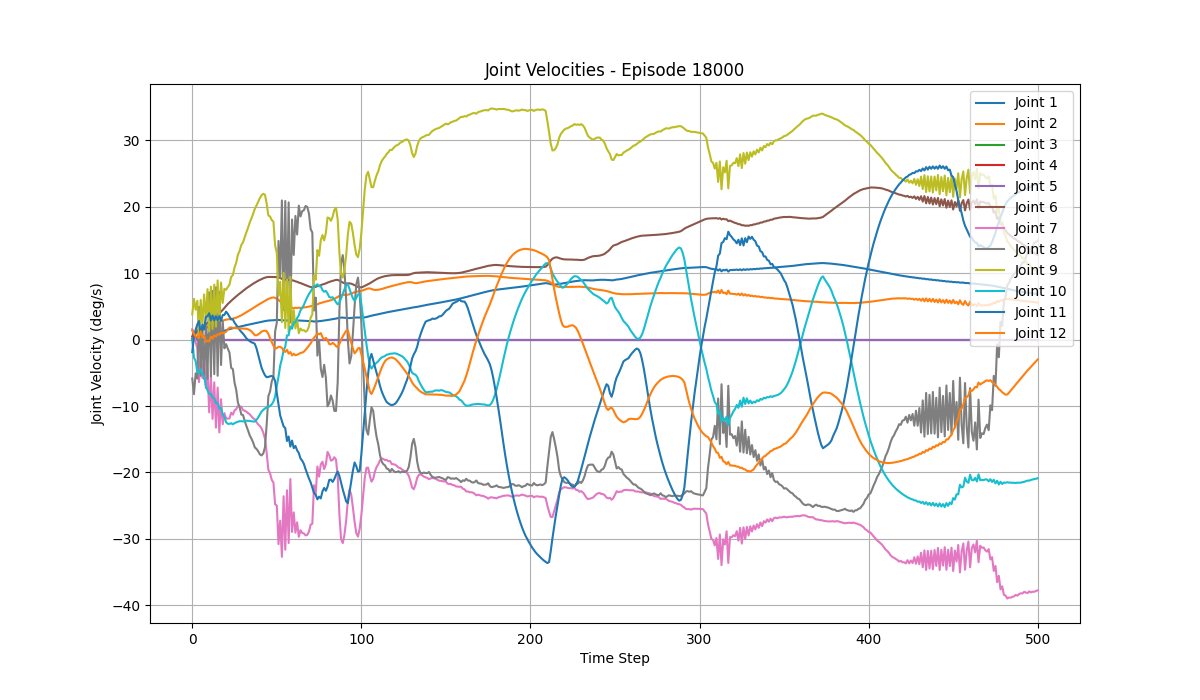 Joint Velocities - Episode 18000
Joint Velocity (deg/s)
30
20
10
0
−10
−20
−30
−40
0
100
200
300
400
500
Time Step
Joint 1
Joint 2
Joint 3
Joint 4
Joint 5
Joint 6
Joint 7
Joint 8
Joint 9
Joint 10
Joint 11
Joint 12